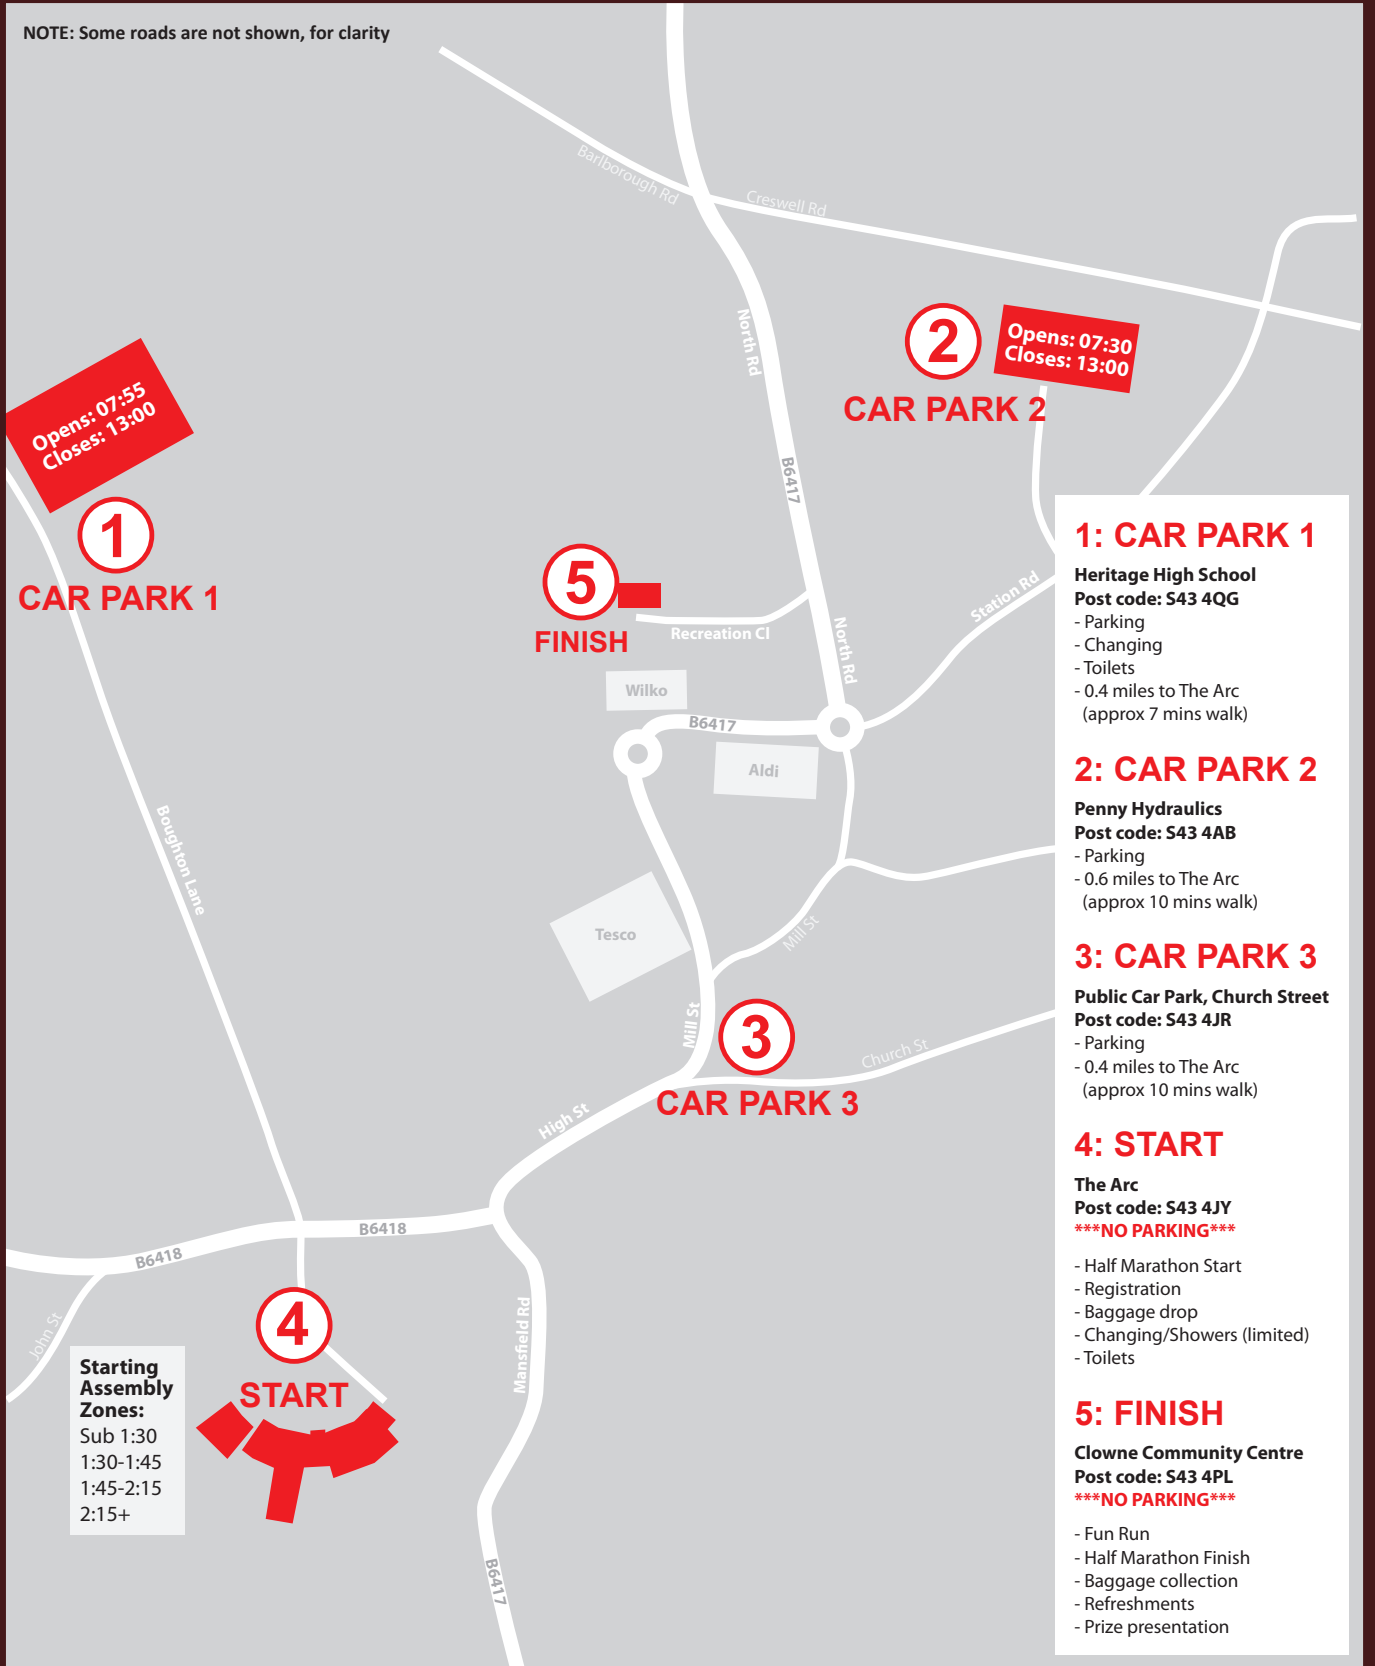 NOTE: Some roads are not shown, for clarity
Barlborough Rd
Creswell Rd
North Rd
2
Opens: 07:30
Closes: 13:00
CAR PARK 2
Opens: 07:55
Closes: 13:00
1
CAR PARK 1
B6417
5
FINISH
Recreation Cl
North Rd
Station Rd
Wilko
B6417
Aldi
Boughton Lane
Tesco
Mill St
Mill St
3
CAR PARK 3
Church St
High St
B6418
B6418
John St
4
START
Mansfield Rd
B6417
Starting
Assembly
Zones:
Sub 1:30
1:30-1:45
1:45-2:15
2:15+
1: CAR PARK 1
Heritage High School
Post code: S43 4QG
- Parking
- Changing
- Toilets
- 0.4 miles to The Arc
(approx 7 mins walk)
2: CAR PARK 2
Penny Hydraulics
Post code: S43 4AB
- Parking
- 0.6 miles to The Arc
(approx 10 mins walk)
3: CAR PARK 3
Public Car Park, Church Street
Post code: S43 4JR
- Parking
- 0.4 miles to The Arc
(approx 10 mins walk)
4: START
The Arc
Post code: S43 4JY
***NO PARKING***
- Half Marathon Start
- Registration
- Baggage drop
- Changing/Showers (limited)
- Toilets
5: FINISH
Clowne Community Centre
Post code: S43 4PL
***NO PARKING***
- Fun Run
- Half Marathon Finish
- Baggage collection
- Refreshments
- Prize presentation